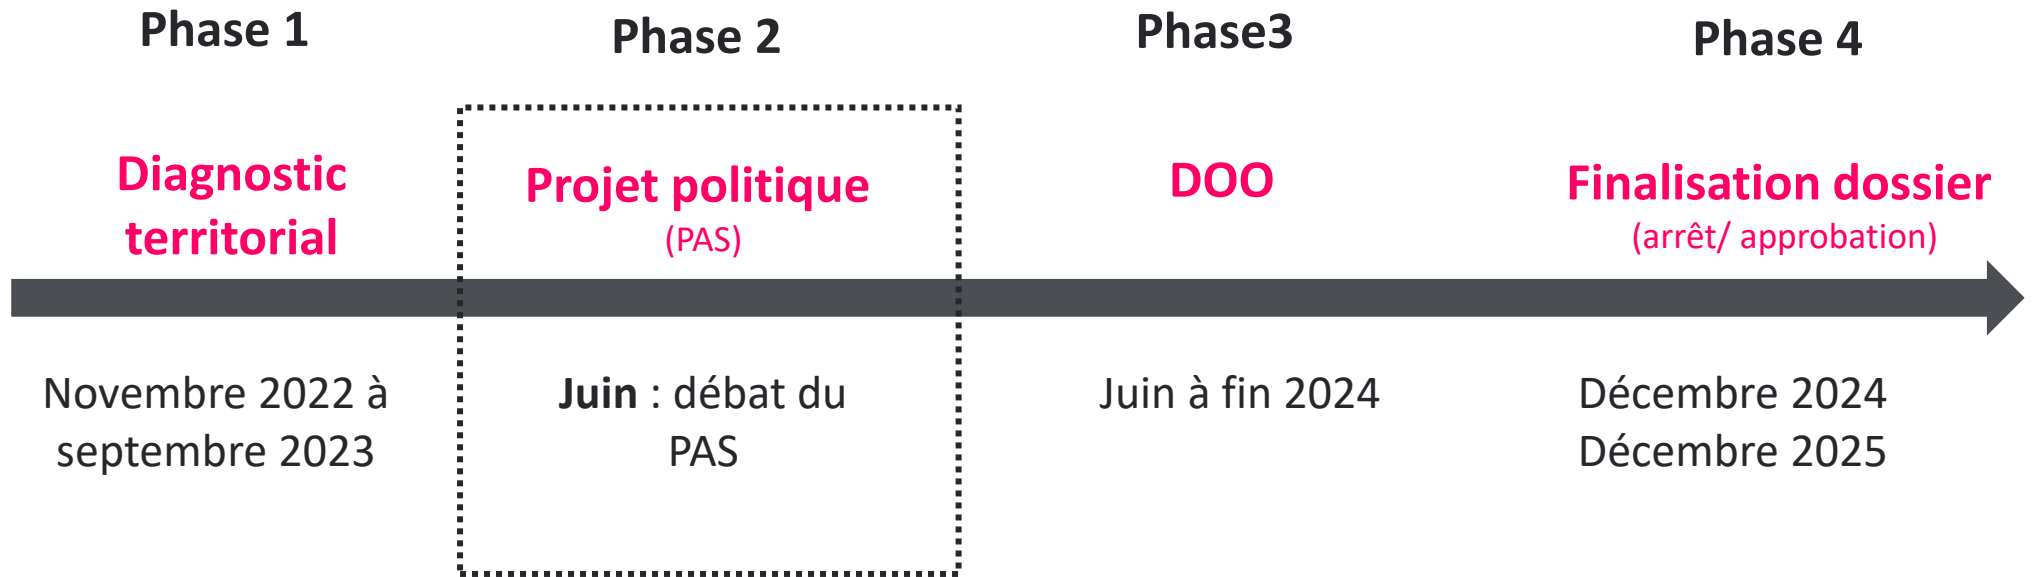 Phase 1
Diagnostic
territorial
Novembre 2022 à
septembre 2023
Phase 2
Projet politique
(PAS)
Juin : débat du
PAS
Phase3
DOO
Juin à fin 2024
Phase 4
Finalisation dossier
(arrêt/ approbation)
Décembre 2024
Décembre 2025